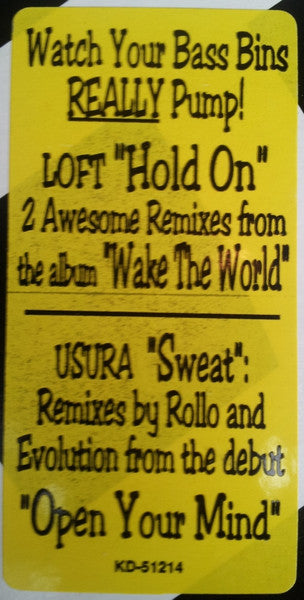 Watch Your Bass Bins
REALLY Pump!
LOFT "Hold On"
2 Awesome Remixes from
the album "Wake The World"
USURA "Sweat":
Remixes by Rollo and
Evolution from the debut
"Open Your Mind"
KD-51214